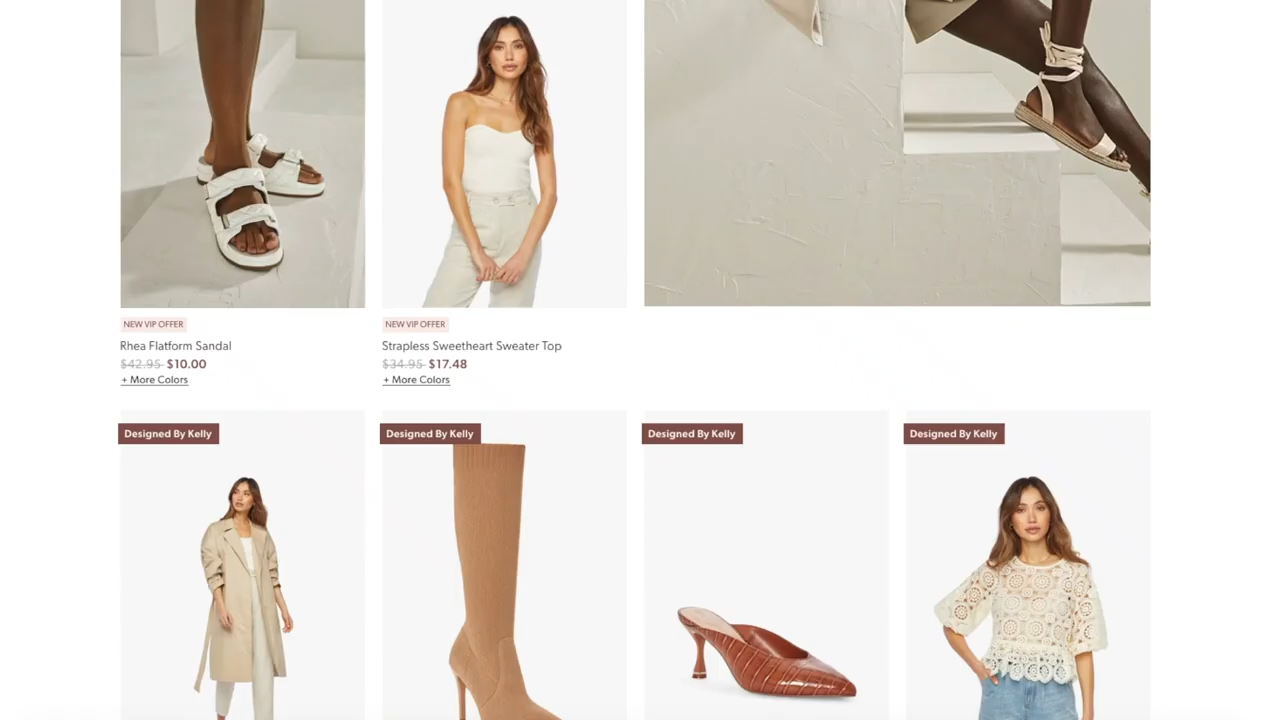 NEW VIP OFFER
Rhea Flatform Sandal
$42.95 $10.00
+ More Colors
NEW VIP OFFER
Strapless Sweetheart Sweater Top
$34.95 $17.48
+ More Colors
Designed By Kelly
Designed By Kelly
Designed By Kelly
Designed By Kelly